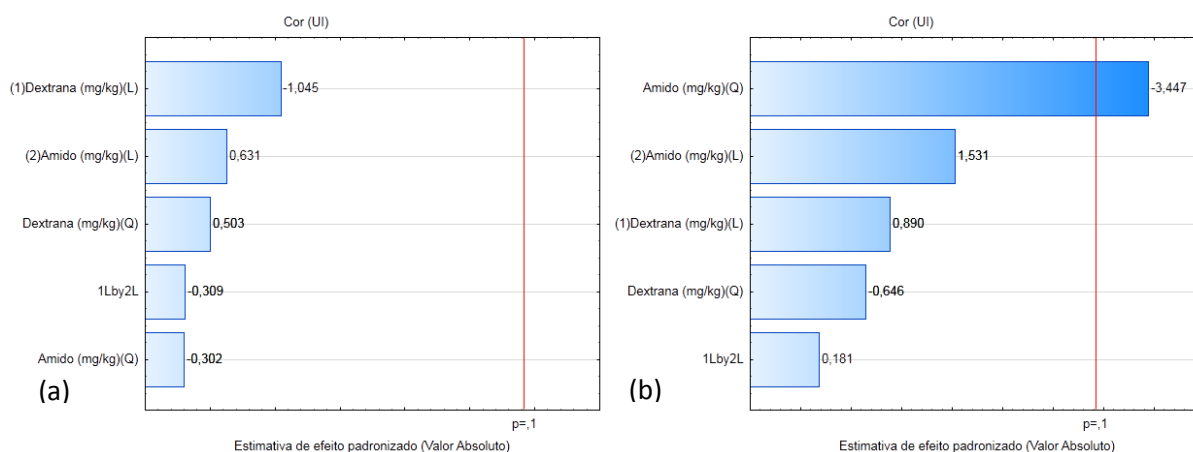 Cor (UI)
(1)Dextrana (mg/kg)(L)
-1,045
(2)Amido (mg/kg)(L)
0,631
Dextrana (mg/kg)(Q)
0,503
1Lby2L
-0,309
Amido (mg/kg)(Q)
-0,302
(a)
p=,1
Estimativa de efeito padronizado (Valor Absoluto)
Cor (UI)
Amido (mg/kg)(Q)
-3,447
(2)Amido (mg/kg)(L)
1,531
(1)Dextrana (mg/kg)(L)
0,890
Dextrana (mg/kg)(Q)
-0,646
1Lby2L
0,181
(b)
p=,1
Estimativa de efeito padronizado (Valor Absoluto)